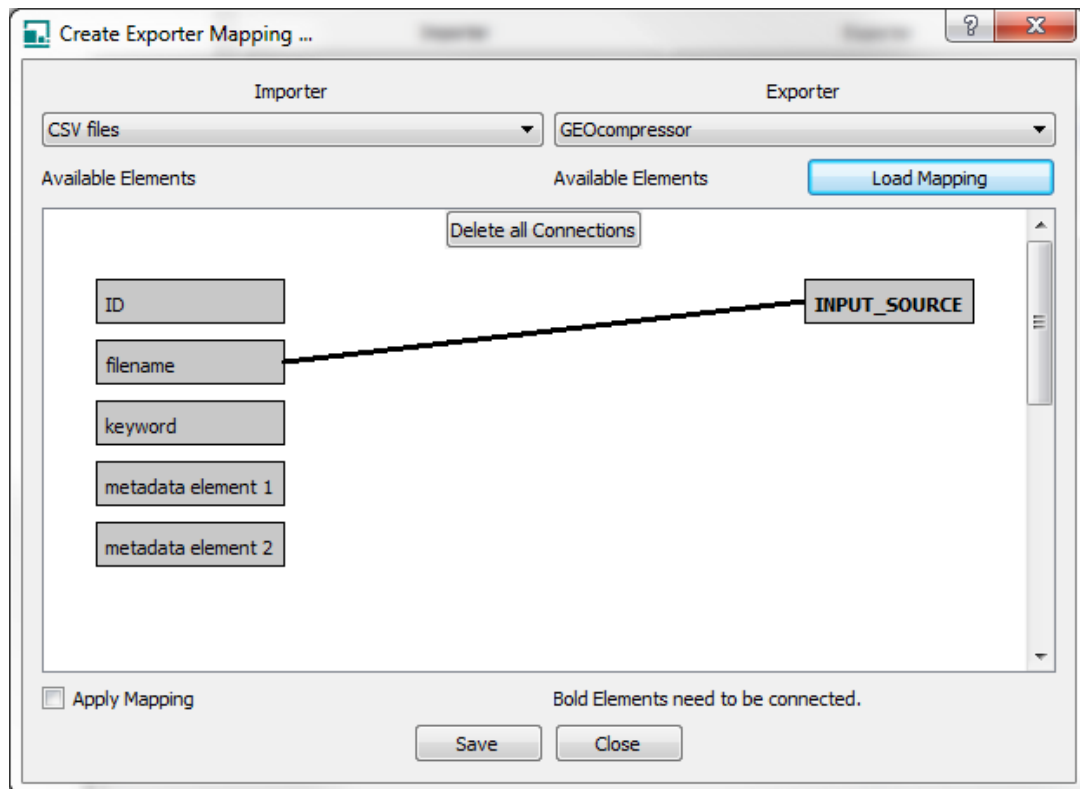 Create Exporter Mapping ...
Importer Exporter
CSV files GEOcompressor
Available Elements Available Elements Load Mapping
Delete all Connections
ID INPUT_SOURCE
filename
keyword
metadata element 1
metadata element 2
Apply Mapping Bold Elements need to be connected.
Save Close